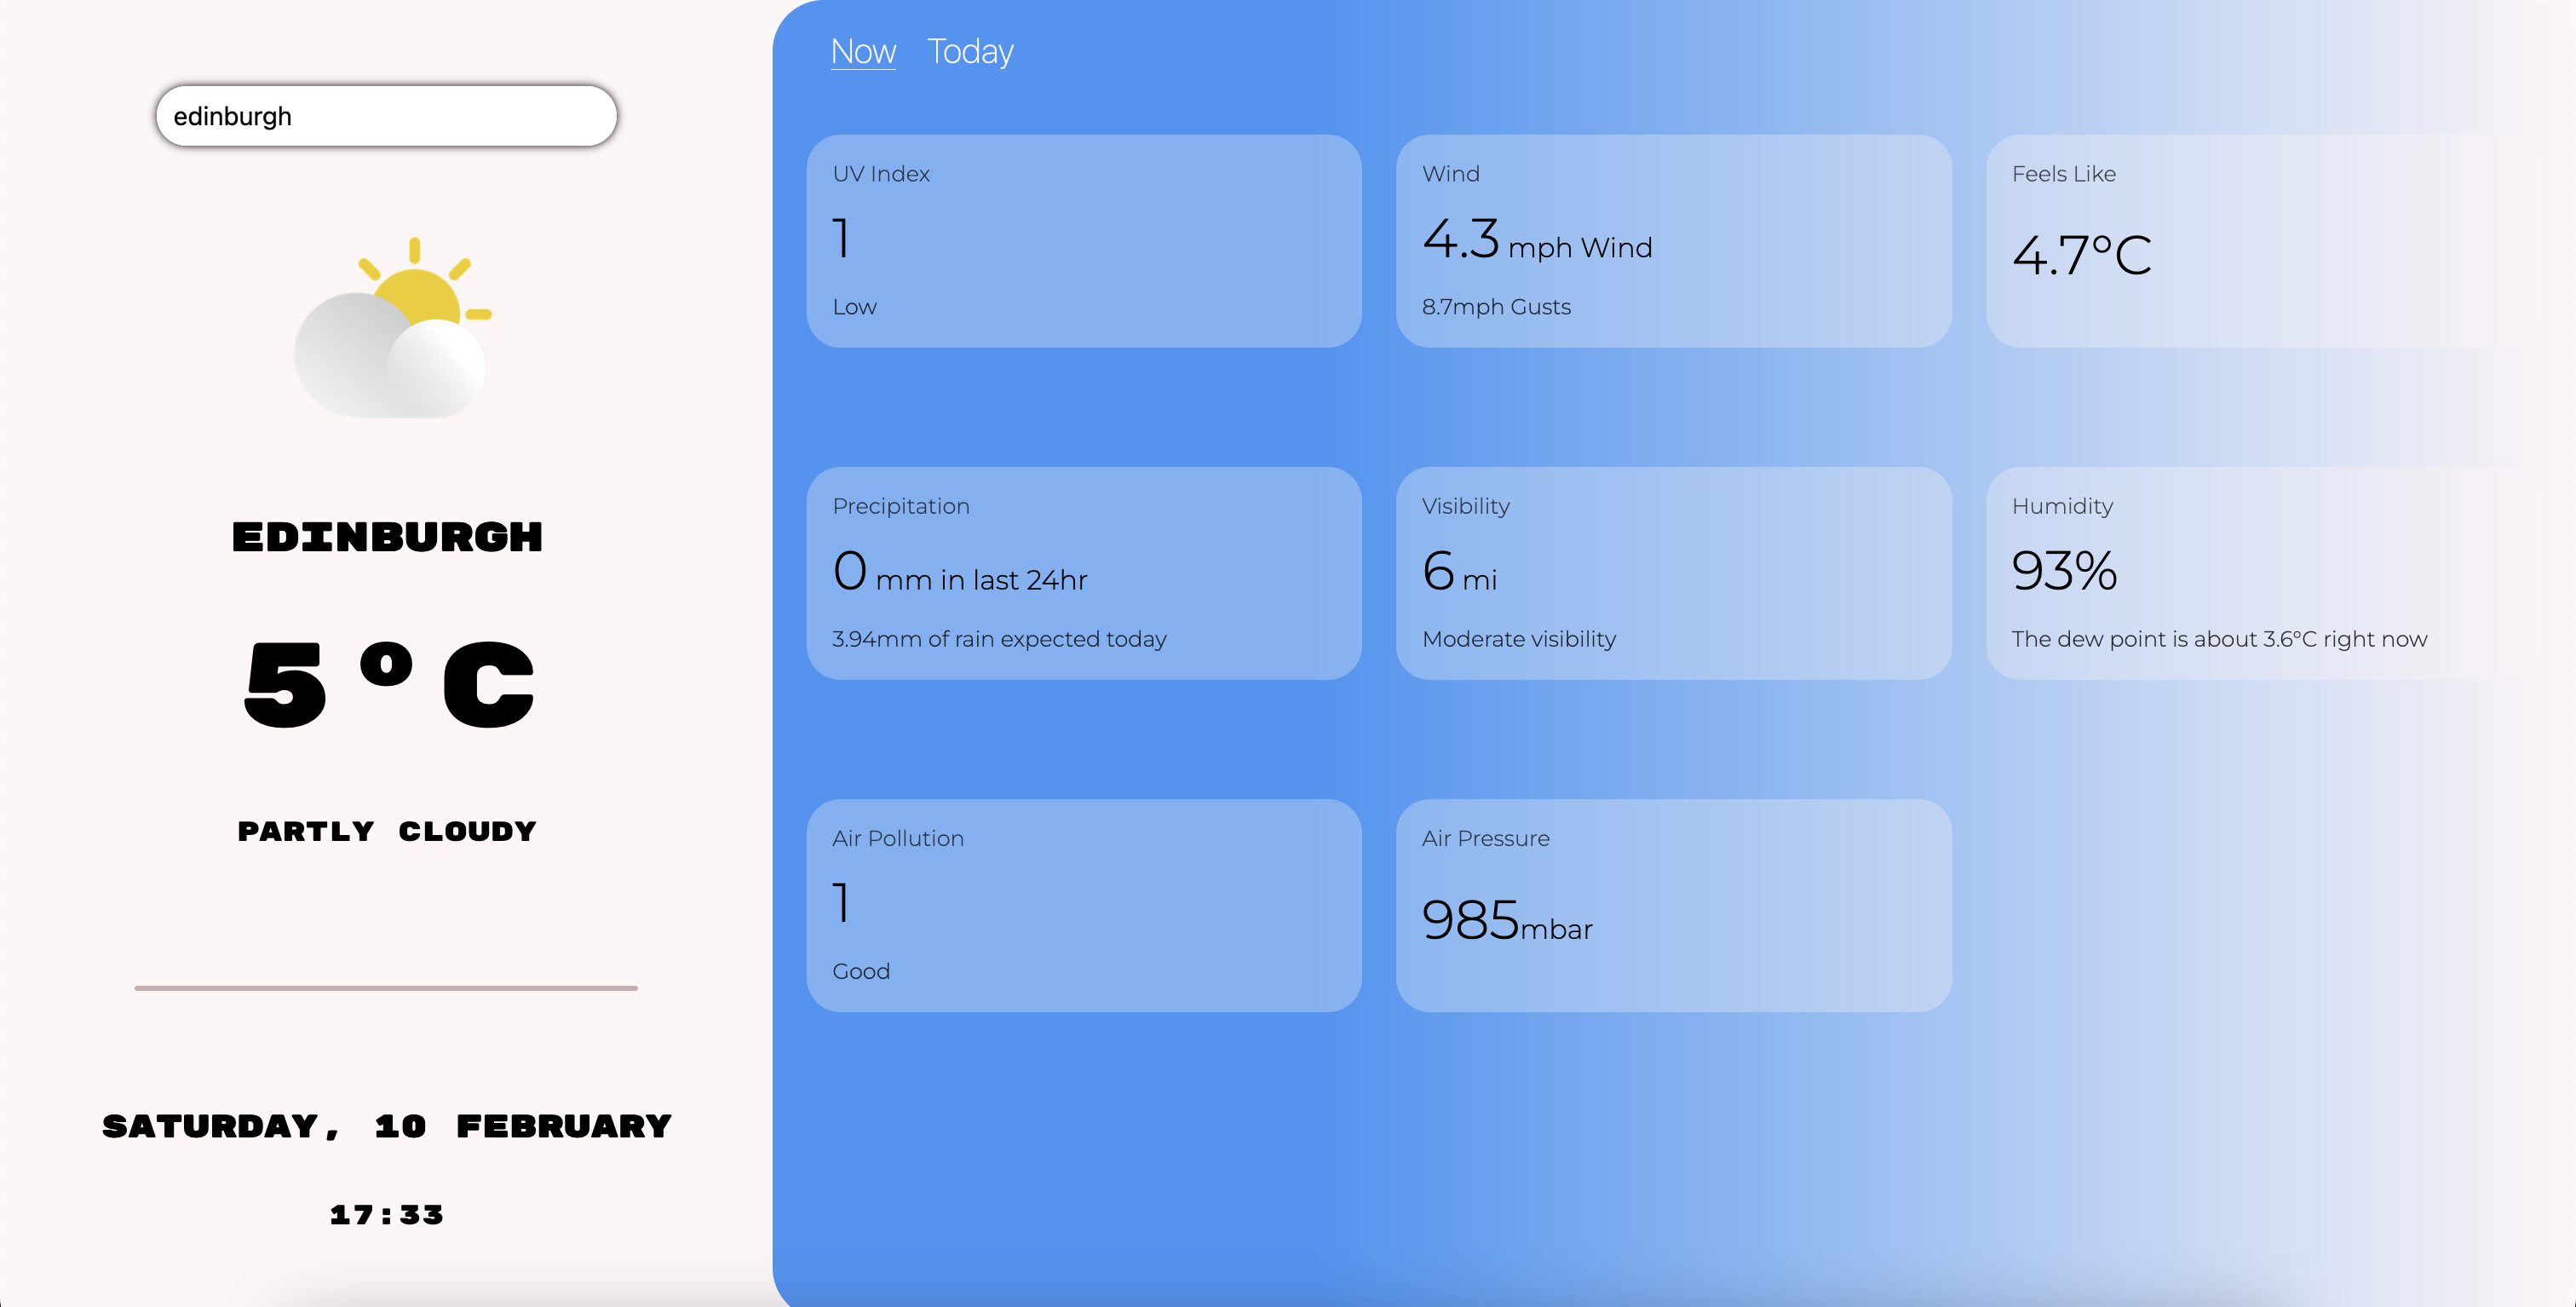 edinburgh
EDINBURGH
5°C
PARTLY CLOUDY
SATURDAY, 10 FEBRUARY
17:33
Now Today
UV Index
1
Low
Wind
4.3 mph Wind
8.7mph Gusts
Feels Like
4.7°C
Precipitation
0 mm in last 24hr
3.94mm of rain expected today
Visibility
6 mi
Moderate visibility
Humidity
93%
The dew point is about 3.6°C right now
Air Pollution
1
Good
Air Pressure
985mbar